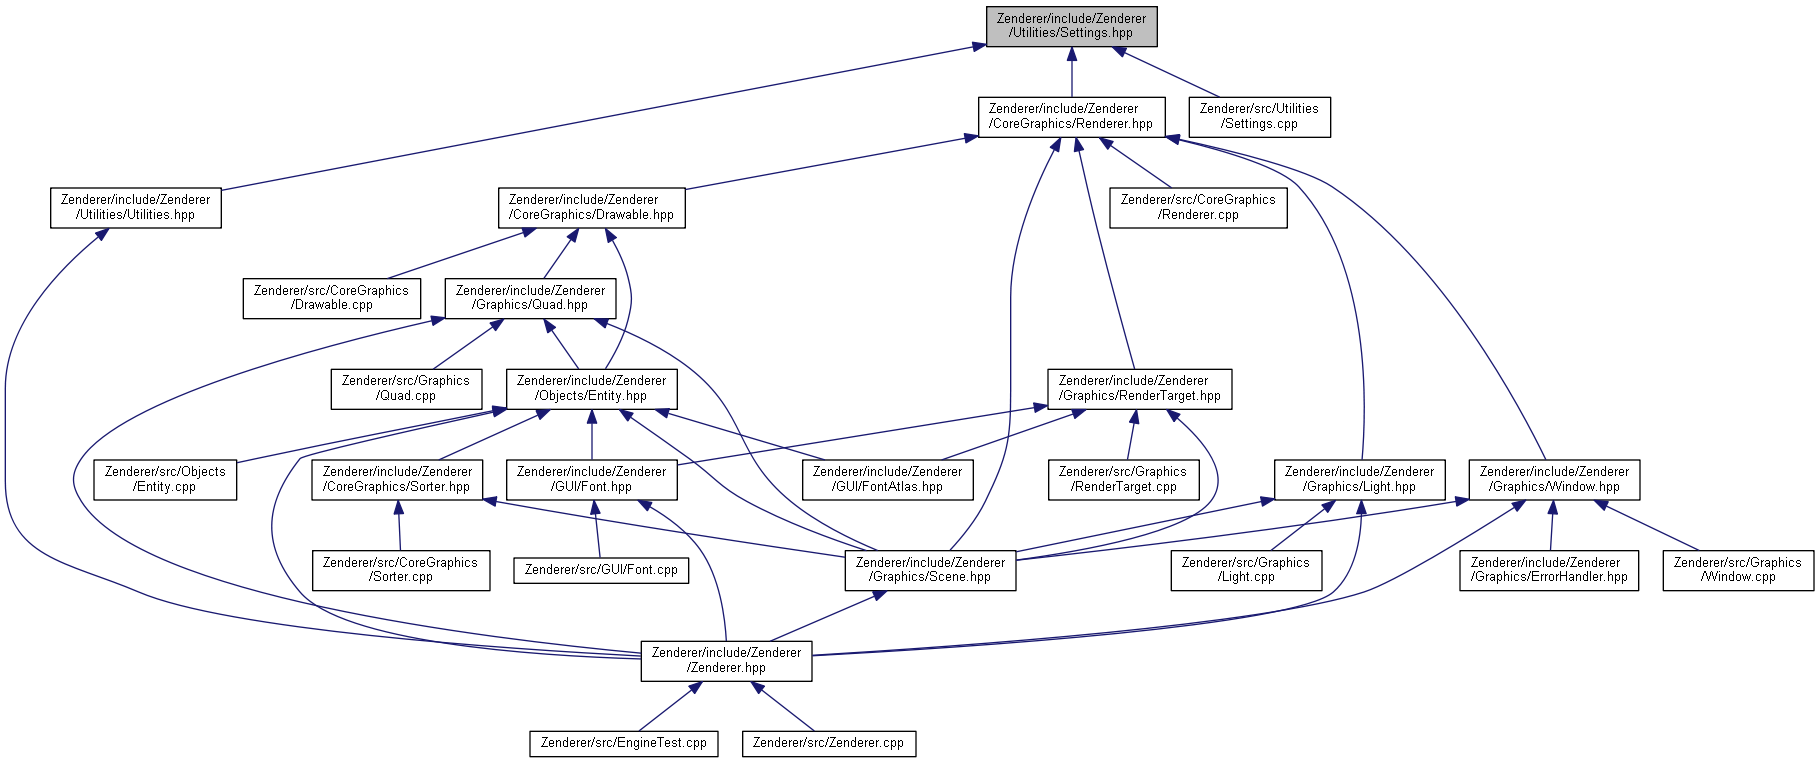 Zenderer/include/Zenderer
/Utilities/Settings.hpp
Zenderer/include/Zenderer
/CoreGraphics/Renderer.hpp
Zenderer/src/Utilities
/Settings.cpp
Zenderer/include/Zenderer
/Utilities/Utilities.hpp
Zenderer/include/Zenderer
/CoreGraphics/Drawable.hpp
Zenderer/src/CoreGraphics
/Renderer.cpp
Zenderer/src/CoreGraphics
/Drawable.cpp
Zenderer/include/Zenderer
/Graphics/Quad.hpp
Zenderer/src/Graphics
/Quad.cpp
Zenderer/include/Zenderer
/Objects/Entity.hpp
Zenderer/include/Zenderer
/Graphics/RenderTarget.hpp
Zenderer/src/Objects
/Entity.cpp
Zenderer/include/Zenderer
/CoreGraphics/Sorter.hpp
Zenderer/include/Zenderer
/GUI/Font.hpp
Zenderer/include/Zenderer
/GUI/FontAtlas.hpp
Zenderer/src/Graphics
/RenderTarget.cpp
Zenderer/include/Zenderer
/Graphics/Light.hpp
Zenderer/include/Zenderer
/Graphics/Window.hpp
Zenderer/src/CoreGraphics
/Sorter.cpp
Zenderer/src/GUI/Font.cpp
Zenderer/include/Zenderer
/Graphics/Scene.hpp
Zenderer/src/Graphics
/Light.cpp
Zenderer/include/Zenderer
/Graphics/ErrorHandler.hpp
Zenderer/src/Graphics
/Window.cpp
Zenderer/include/Zenderer
/Zenderer.hpp
Zenderer/src/EngineTest.cpp
Zenderer/src/Zenderer.cpp